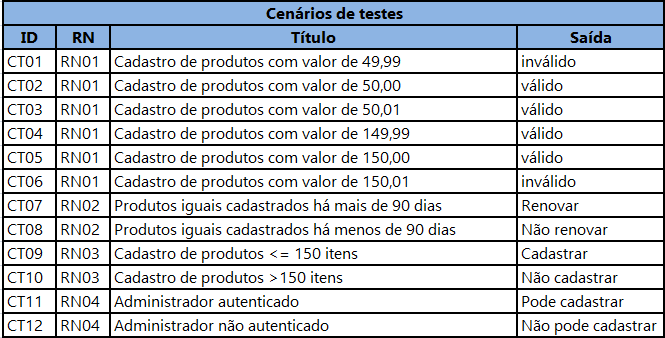 Cenários de testes
ID RN Título Saída
CT01 RN01 Cadastro de produtos com valor de 49,99 inválido
CT02 RN01 Cadastro de produtos com valor de 50,00 válido
CT03 RN01 Cadastro de produtos com valor de 50,01 válido
CT04 RN01 Cadastro de produtos com valor de 149,99 válido
CT05 RN01 Cadastro de produtos com valor de 150,00 válido
CT06 RN01 Cadastro de produtos com valor de 150,01 inválido
CT07 RN02 Produtos iguais cadastrados há mais de 90 dias Renovar
CT08 RN02 Produtos iguais cadastrados há menos de 90 dias Não renovar
CT09 RN03 Cadastro de produtos <= 150 itens Cadastrar
CT10 RN03 Cadastro de produtos >150 itens Não cadastrar
CT11 RN04 Administrador autenticado Pode cadastrar
CT12 RN04 Administrador não autenticado Não pode cadastrar